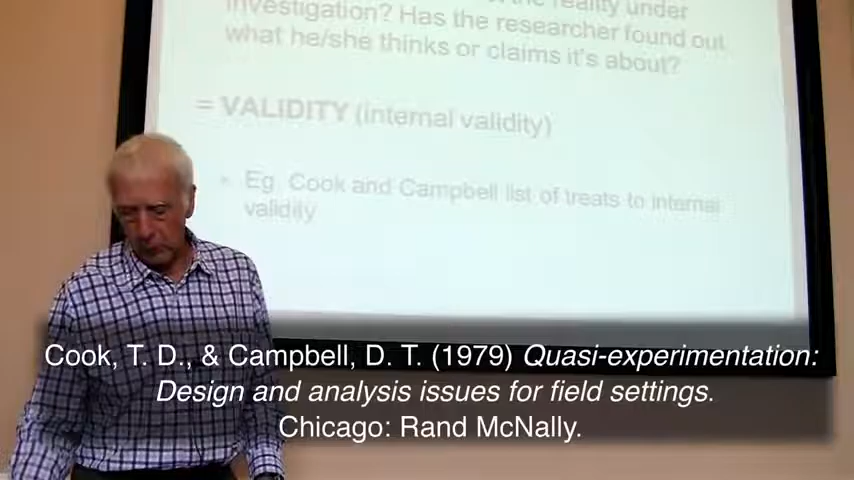 reality under
investigation? Has the researcher found out
what he/she thinks or claims it's about?
= VALIDITY (internal validity)
Eg. Cook and Campbell list of treats to internal
validity
Cook, T. D., & Campbell, D. T. (1979) Quasi-experimentation:
Design and analysis issues for field settings.
Chicago: Rand McNally.